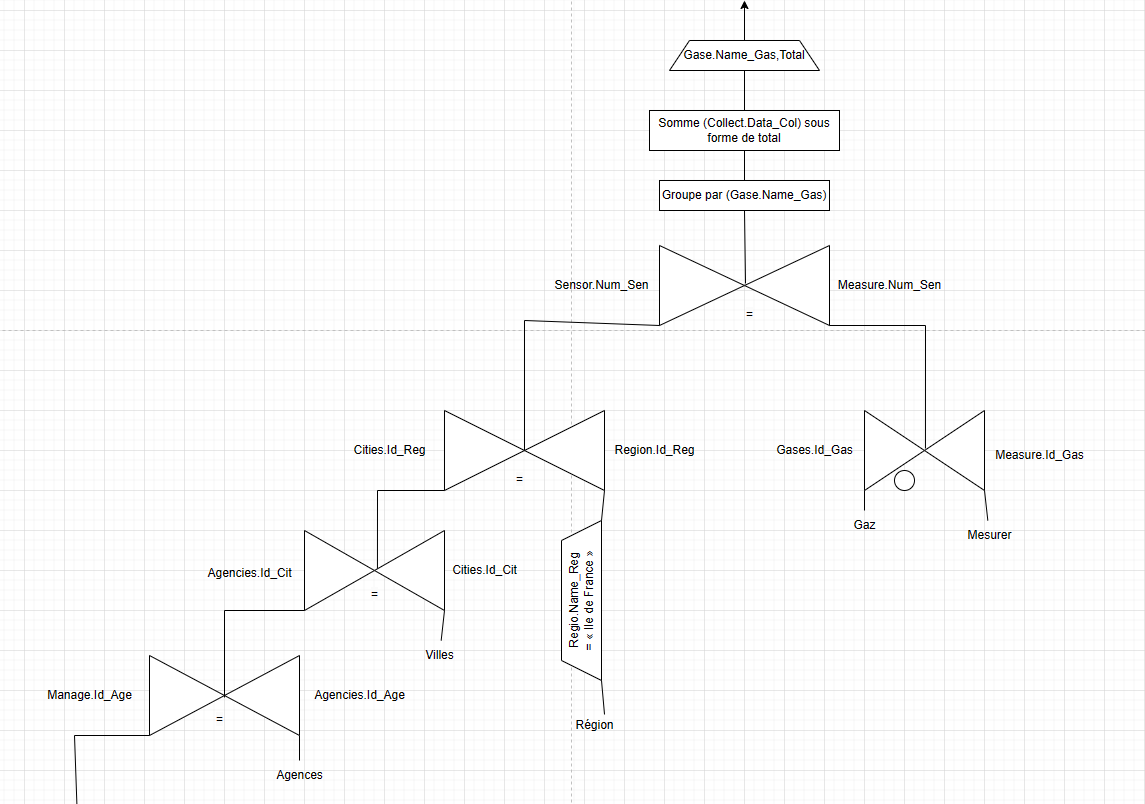 Gase.Name_Gas,Total
Somme (Collect.Data_Col) sous
forme de total
Groupe par (Gase.Name_Gas)
Sensor.Num_Sen
Measure.Num_Sen
=
Cities.Id_Reg
Region.Id_Reg
=
Gases.Id_Gas
Measure.Id_Gas
Gaz
Mesurer
Agencies.Id_Cit
Cities.Id_Cit
=
Regio.Name_Reg
= « Ile de France »
Villes
Manage.Id_Age
Agencies.Id_Age
=
Région
Agences